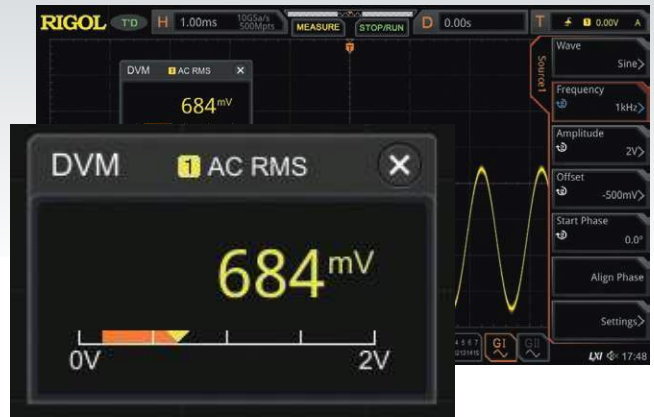 RIGOL T'D H 1.00ms 10GSa/s 500Mpts MEASURE STOP/RUN D 0.00s T 1 0.00V A
DVM 1 AC RMS X
684mV
Source1
Wave
Sine>
Frequency
1kHz>
Amplitude
2V>
Offset
-500mV>
Start Phase
0.0°
Align Phase
Settings>
GI GII
LXI 17:48
DVM 1 AC RMS X
684mV
0V 2V